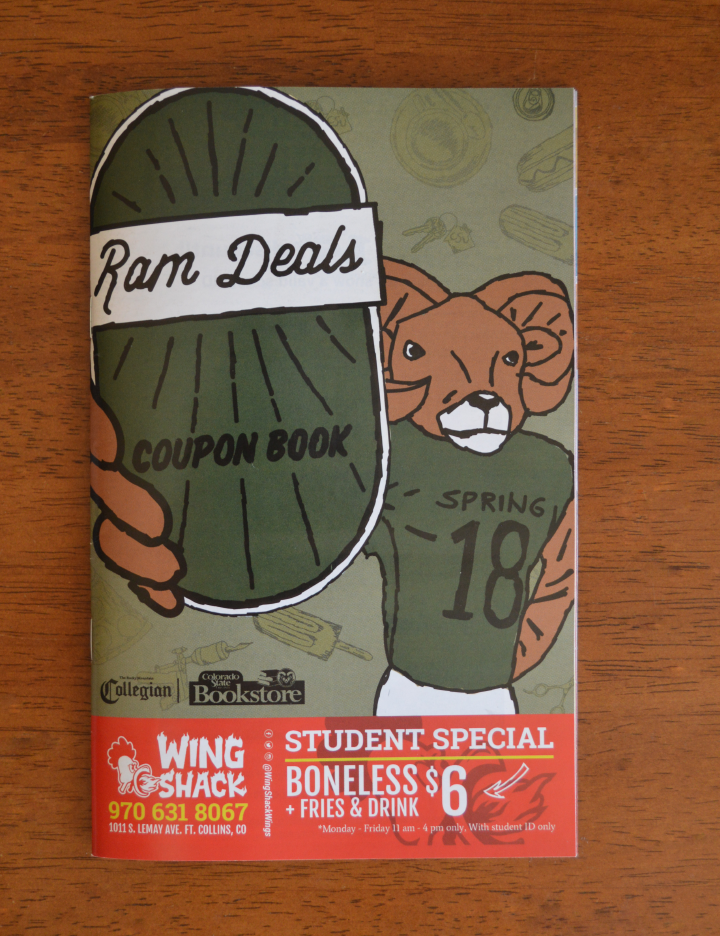 Ram Deals
COUPON BOOK
SPRING
18
Collegian
Colorado
State
Bookstore
WING
SHACK
970 631 8067
1011 S. LEMAY AVE. FT. COLLINS, CO
@WingShackWings
STUDENT SPECIAL
BONELESS $6
+ FRIES & DRINK
*Monday - Friday 11 am - 4 pm only. With student ID only